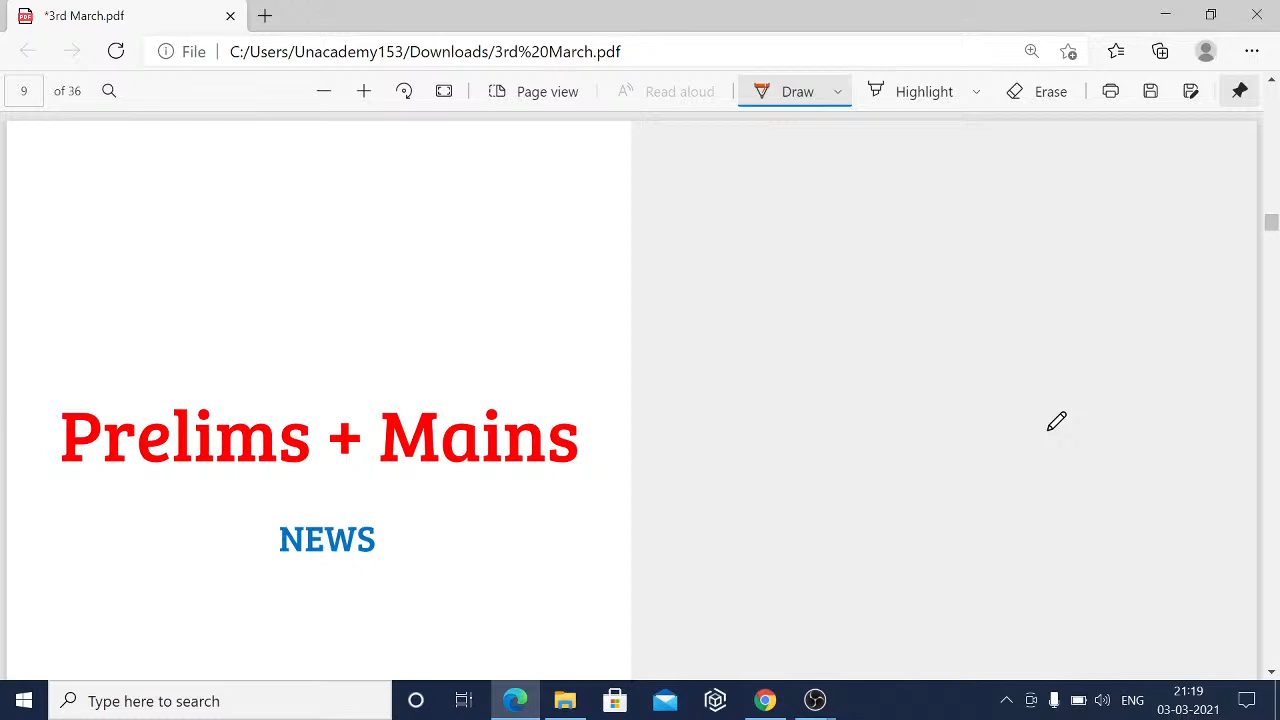 *3rd March.pdf
File C:/Users/Unacademy153/Downloads/3rd%20March.pdf
9 of 36 Page view Read aloud Draw Highlight Erase
Prelims + Mains
NEWS
Type here to search
ENG
21:19
03-03-2021